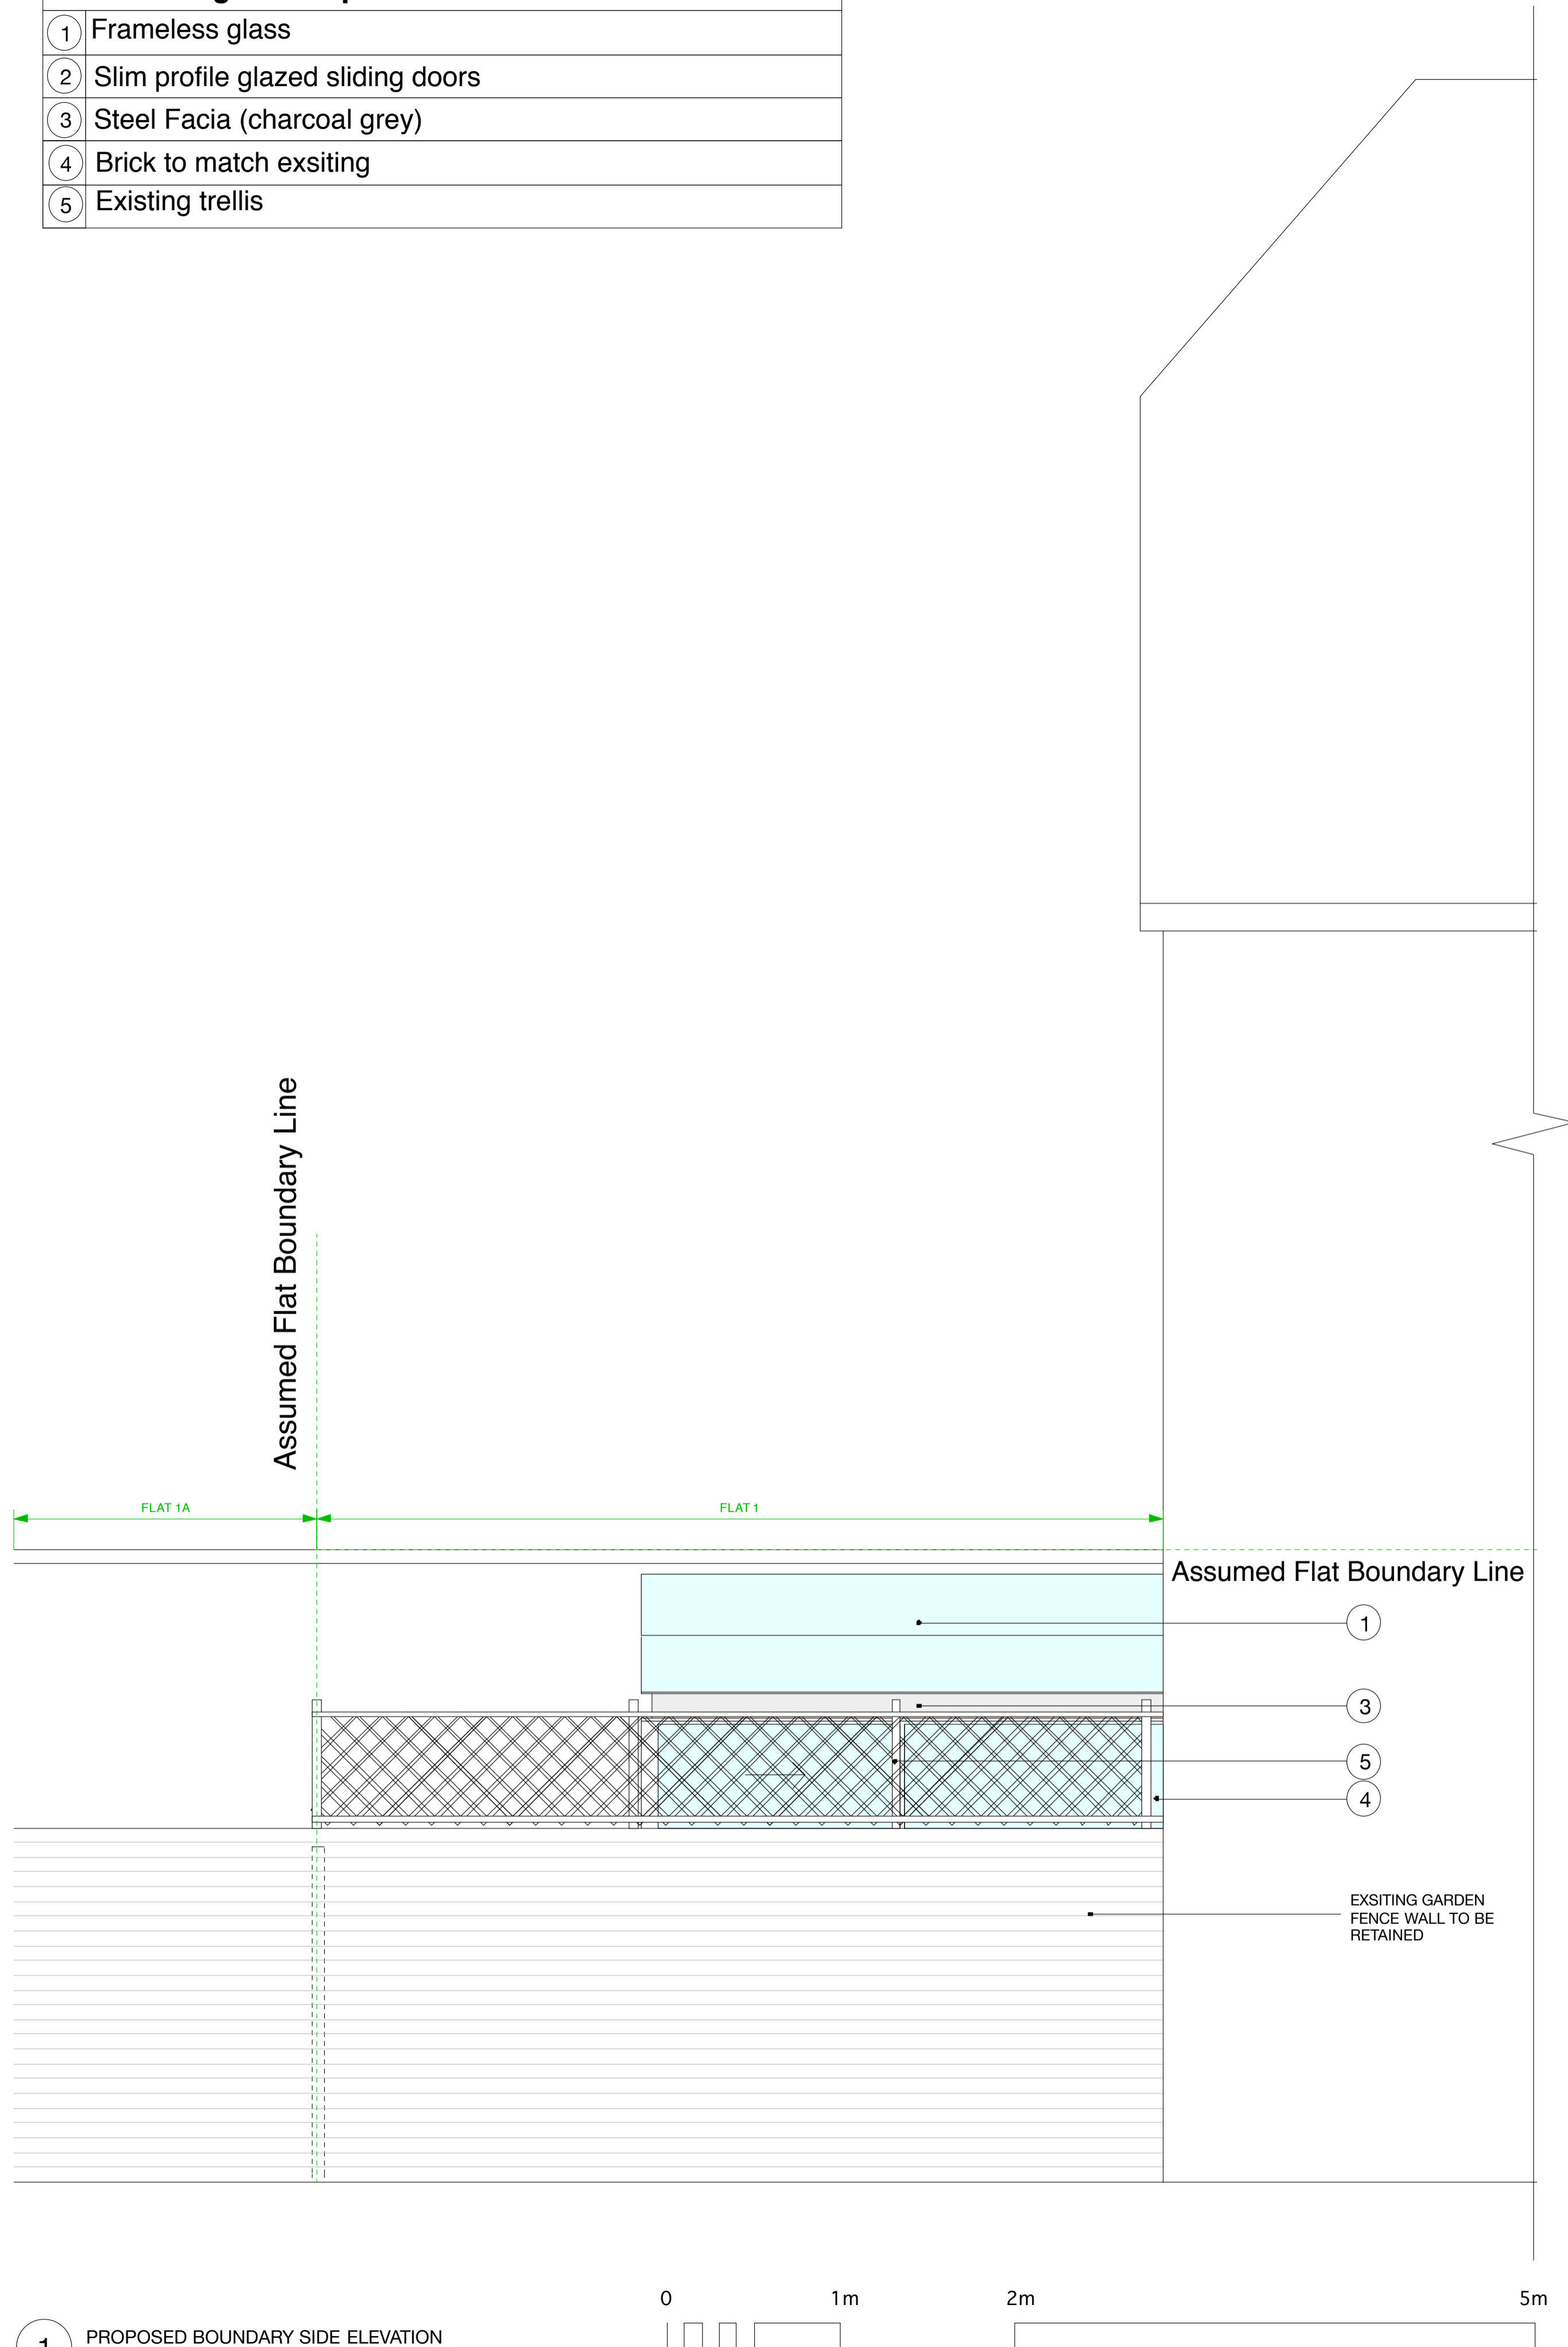 1 Frameless glass
2 Slim profile glazed sliding doors
3 Steel Facia (charcoal grey)
4 Brick to match exsiting
5 Existing trellis
Assumed Flat Boundary Line
FLAT 1A
FLAT 1
Assumed Flat Boundary Line
1
3
5
4
EXSITING GARDEN
FENCE WALL TO BE
RETAINED
0 1m 2m 5m
1 PROPOSED BOUNDARY SIDE ELEVATION